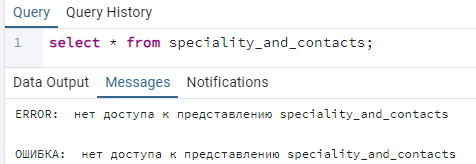 Query Query History
1 select * from speciality_and_contacts;
Data Output Messages Notifications
ERROR: нет доступа к представлению speciality_and_contacts
ОШИБКА: нет доступа к представлению speciality_and_contacts